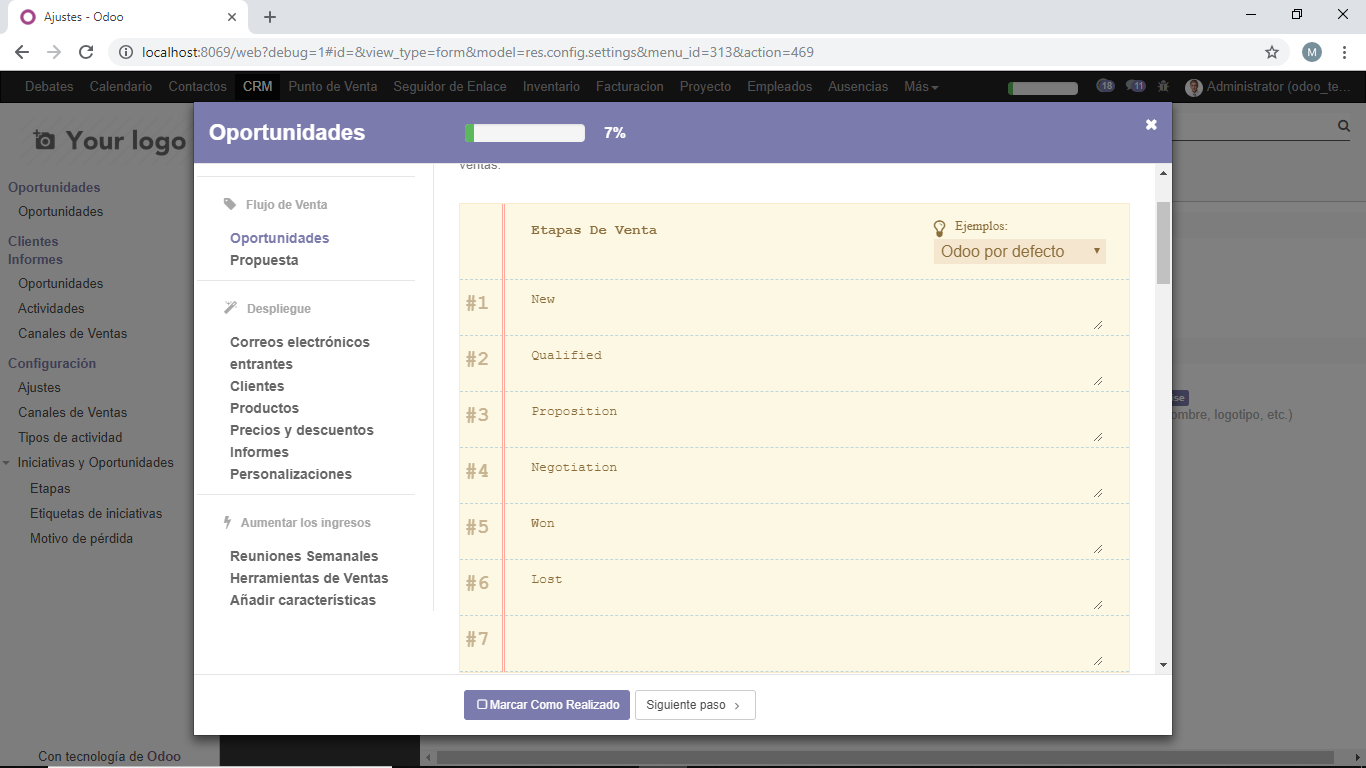 Ajustes - Odoo
localhost:8069/web?debug=1#id=&view_type=form&model=res.config.settings&menu_id=313&action=469
M
Debates Calendario Contactos CRM Punto de Venta Seguidor de Enlace Inventario Facturacion Proyecto Empleados Ausencias Más 18 11 Administrator (odoo_te...
Your logo
Oportunidades
Oportunidades
Clientes
Informes
Oportunidades
Actividades
Canales de Ventas
Configuración
Ajustes
Canales de Ventas
Tipos de actividad
Iniciativas y Oportunidades
Etapas
Etiquetas de iniciativas
Motivo de pérdida
Con tecnología de Odoo
Oportunidades 7%
Flujo de Venta
Oportunidades
Propuesta
Despliegue
Correos electrónicos
entrantes
Clientes
Productos
Precios y descuentos
Informes
Personalizaciones
Aumentar los ingresos
Reuniones Semanales
Herramientas de Ventas
Añadir características
ventas.
Etapas De Venta
Ejemplos:
Odoo por defecto
#1 New
#2 Qualified
#3 Proposition
#4 Negotiation
#5 Won
#6 Lost
#7
Marcar Como Realizado
Siguiente paso
ombre, logotipo, etc.)